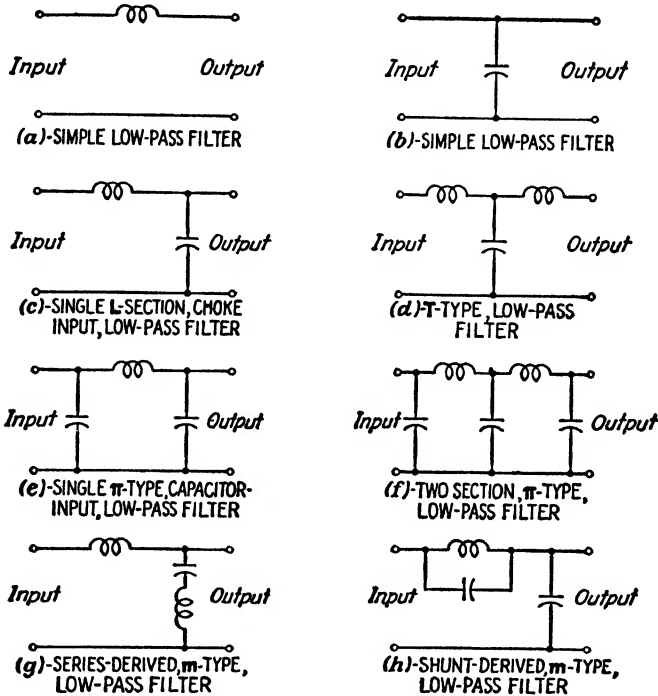 Input Output
(a)-SIMPLE LOW-PASS FILTER
Input Output
(b)-SIMPLE LOW-PASS FILTER
Input Output
(c)-SINGLE L-SECTION, CHOKE
INPUT, LOW-PASS FILTER
Input Output
(d)-T-TYPE, LOW-PASS
FILTER
Input Output
(e)-SINGLE π-TYPE, CAPACITOR-
INPUT, LOW-PASS FILTER
Input Output
(f)-TWO SECTION, π-TYPE,
LOW-PASS FILTER
Input Output
(g)-SERIES-DERIVED, m-TYPE,
LOW-PASS FILTER
Input Output
(h)-SHUNT-DERIVED, m-TYPE,
LOW-PASS FILTER